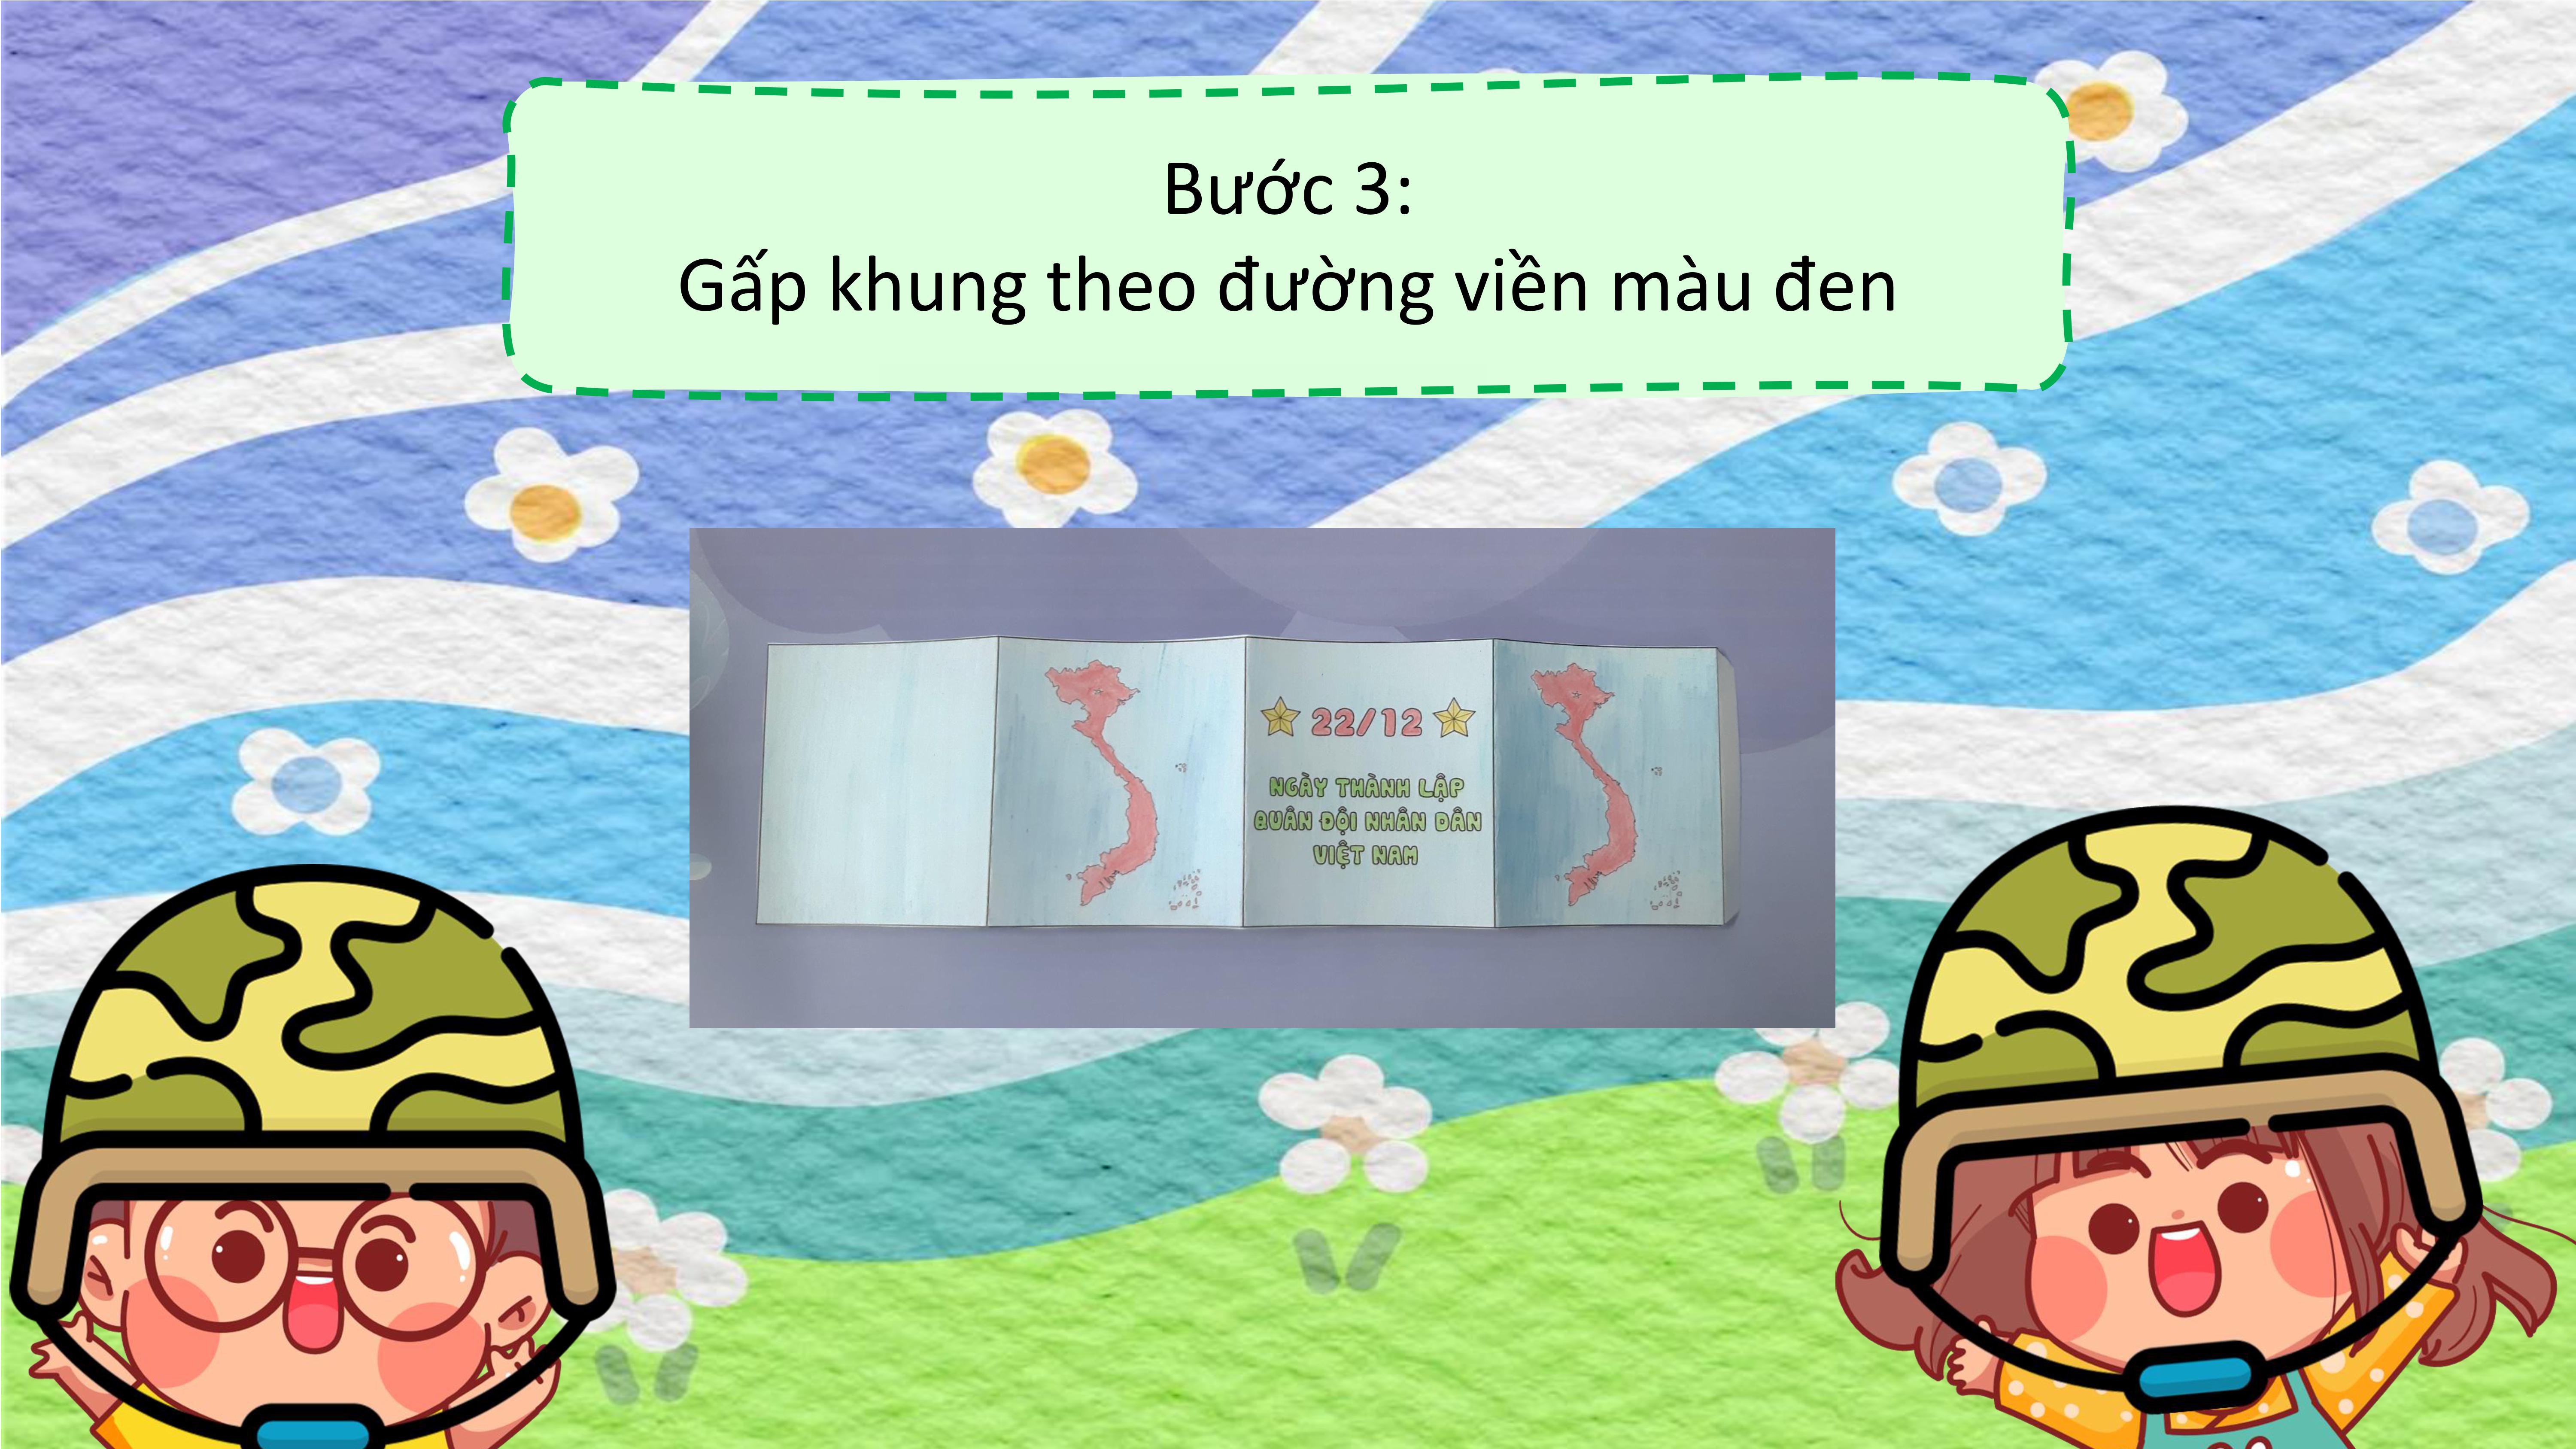 Bước 3:
Gấp khung theo đường viền màu đen
22/12
NGÀY THÀNH LẬP
QUÂN ĐỘI NHÂN DÂN
VIỆT NAM